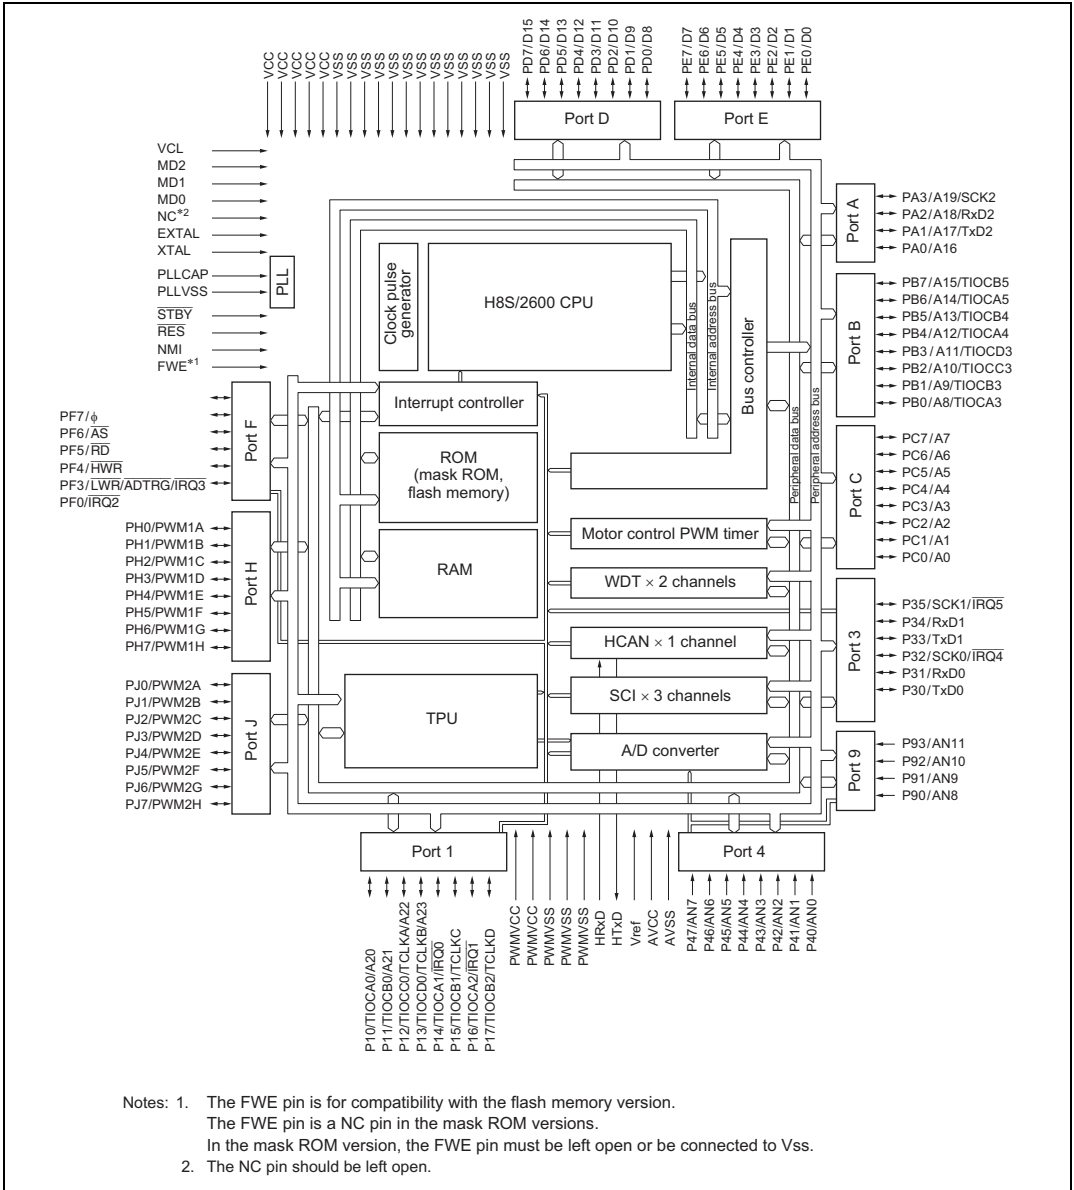 VCC
VCC
VCC
VCC
VCC
VSS
VSS
VSS
VSS
VSS
VSS
VSS
VSS
VSS
VSS
VSS
VSS
VSS
PD7/D15
PD6/D14
PD5/D13
PD4/D12
PD3/D11
PD2/D10
PD1/D9
PD0/D8
PE7/D7
PE6/D6
PE5/D5
PE4/D4
PE3/D3
PE2/D2
PE1/D1
PE0/D0
Port D
Port E
VCL
MD2
MD1
MD0
NC*2
EXTAL
XTAL
PLLCAP
PLLVSS
STBY
RES
NMI
FWE*1
PLL
Clock pulse
generator
H8S/2600 CPU
Internal data bus
Internal address bus
Bus controller
Peripheral data bus
Peripheral address bus
Port A
PA3/A19/SCK2
PA2/A18/RxD2
PA1/A17/TxD2
PA0/A16
Port B
PB7/A15/TIOCB5
PB6/A14/TIOCA5
PB5/A13/TIOCB4
PB4/A12/TIOCA4
PB3/A11/TIOCD3
PB2/A10/TIOCC3
PB1/A9/TIOCB3
PB0/A8/TIOCA3
Interrupt controller
ROM
(mask ROM,
flash memory)
RAM
PF7/ϕ
PF6/AS
PF5/RD
PF4/HWR
PF3/LWR/ADTRG/IRQ3
PF0/IRQ2
Port F
Port C
PC7/A7
PC6/A6
PC5/A5
PC4/A4
PC3/A3
PC2/A2
PC1/A1
PC0/A0
PH0/PWM1A
PH1/PWM1B
PH2/PWM1C
PH3/PWM1D
PH4/PWM1E
PH5/PWM1F
PH6/PWM1G
PH7/PWM1H
Port H
Motor control PWM timer
WDT × 2 channels
HCAN × 1 channel
SCI × 3 channels
A/D converter
TPU
Port 3
P35/SCK1/IRQ5
P34/RxD1
P33/TxD1
P32/SCK0/IRQ4
P31/RxD0
P30/TxD0
PJ0/PWM2A
PJ1/PWM2B
PJ2/PWM2C
PJ3/PWM2D
PJ4/PWM2E
PJ5/PWM2F
PJ6/PWM2G
PJ7/PWM2H
Port J
Port 9
P93/AN11
P92/AN10
P91/AN9
P90/AN8
Port 1
Port 4
P10/TIOCA0/A20
P11/TIOCB0/A21
P12/TIOCC0/TCLKA/A22
P13/TIOCD0/TCLKB/A23
P14/TIOCA1/IRQ0
P15/TIOCB1/TCLKC
P16/TIOCA2/IRQ1
P17/TIOCB2/TCLKD
PWMVCC
PWMVCC
PWMVSS
PWMVSS
PWMVSS
HRxD
HTxD
Vref
AVCC
AVSS
P47/AN7
P46/AN6
P45/AN5
P44/AN4
P43/AN3
P42/AN2
P41/AN1
P40/AN0
Notes: 1. The FWE pin is for compatibility with the flash memory version.
The FWE pin is a NC pin in the mask ROM versions.
In the mask ROM version, the FWE pin must be left open or be connected to Vss.
2. The NC pin should be left open.